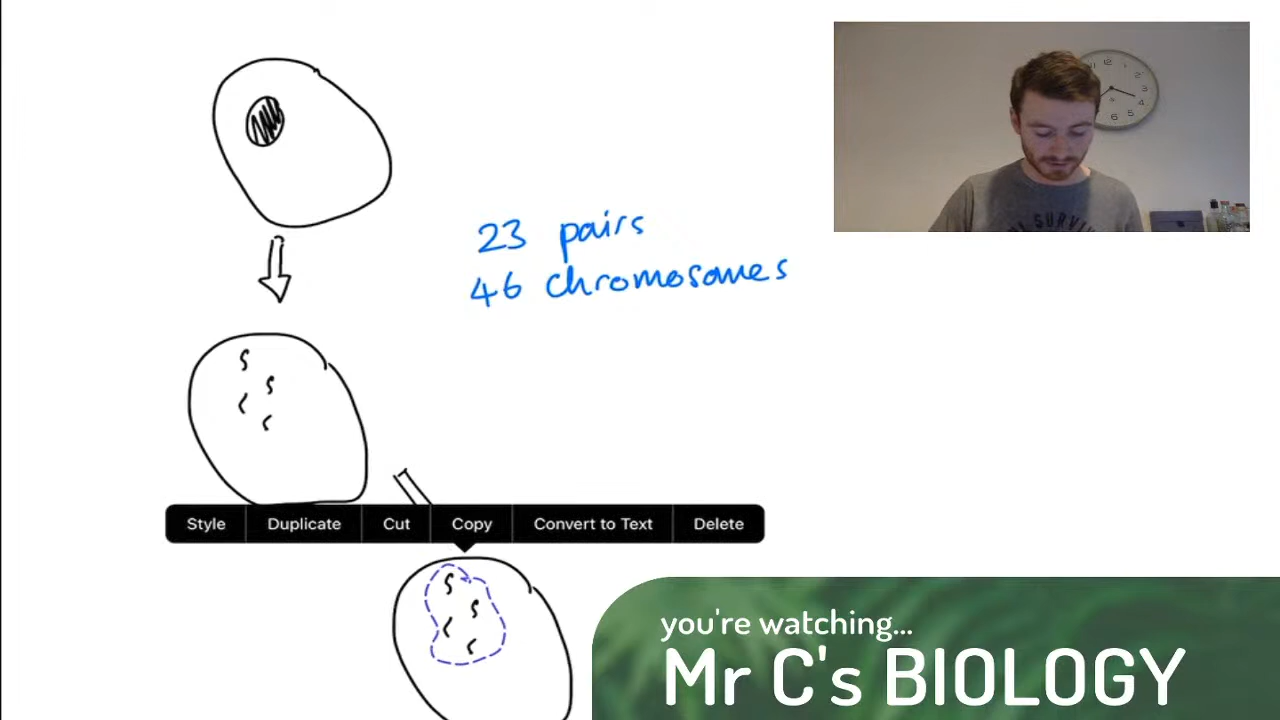 23 pairs
46 chromosomes
Style Duplicate Cut Copy Convert to Text Delete
you're watching...
Mr C's BIOLOGY